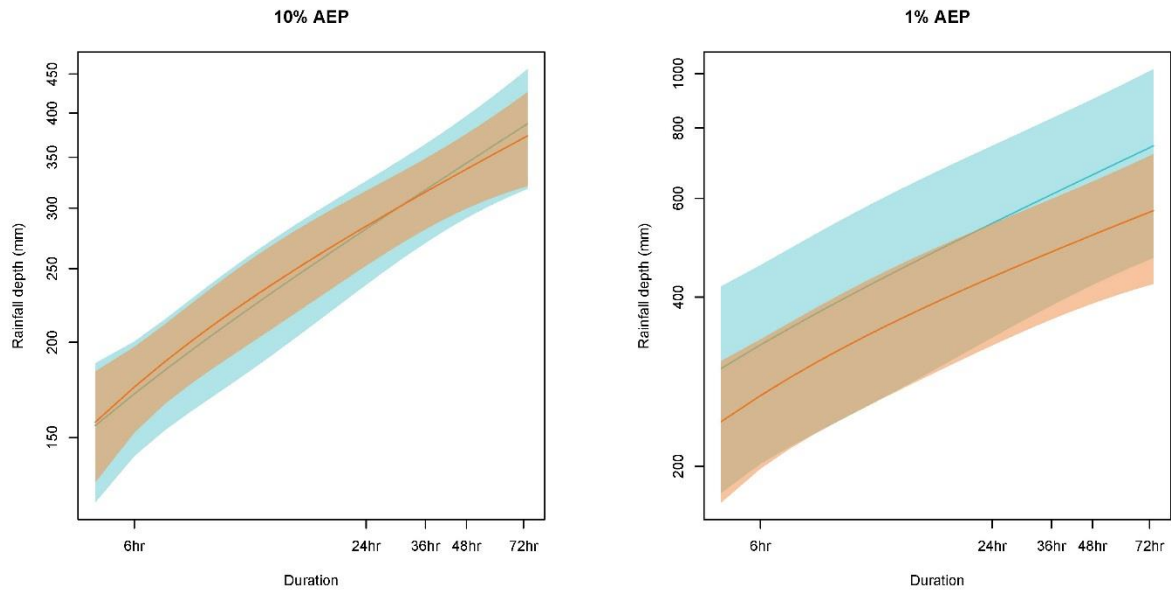 10% AEP
450
400
350
300
250
200
150
Rainfall depth (mm)
6hr 24hr 36hr 48hr 72hr
Duration
1% AEP
1000
800
600
400
200
Rainfall depth (mm)
6hr 24hr 36hr 48hr 72hr
Duration